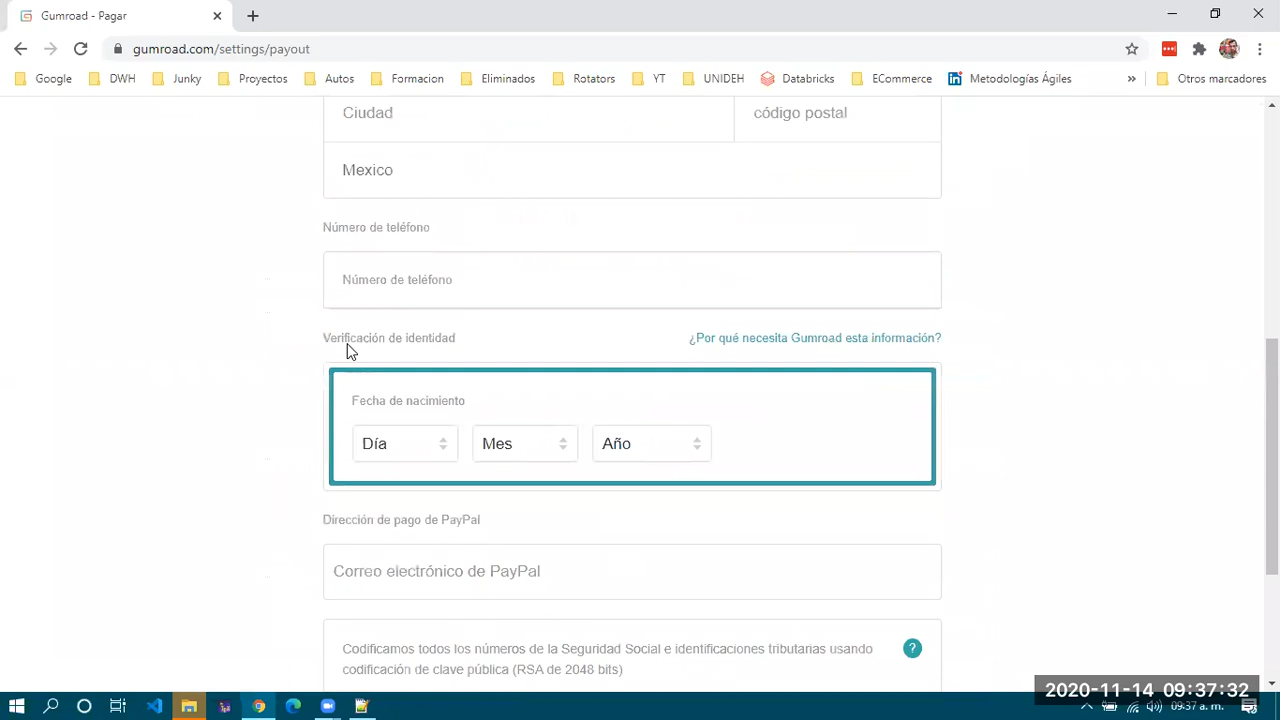 Gumroad - Pagar
gumroad.com/settings/payout
Google DWH Junky Proyectos Autos Formacion Eliminados Rotators YT UNIDEH Databricks ECommerce Metodologías Ágiles » Otros marcadores
Ciudad código postal
Mexico
Número de teléfono
Número de teléfono
Verificación de identidad ¿Por qué necesita Gumroad esta información?
Fecha de nacimiento
Día Mes Año
Dirección de pago de PayPal
Correo electrónico de PayPal
Codificamos todos los números de la Seguridad Social e identificaciones tributarias usando ?
codificación de clave pública (RSA de 2048 bits)
2020-11-14 09:37:32
09:37 a. m.